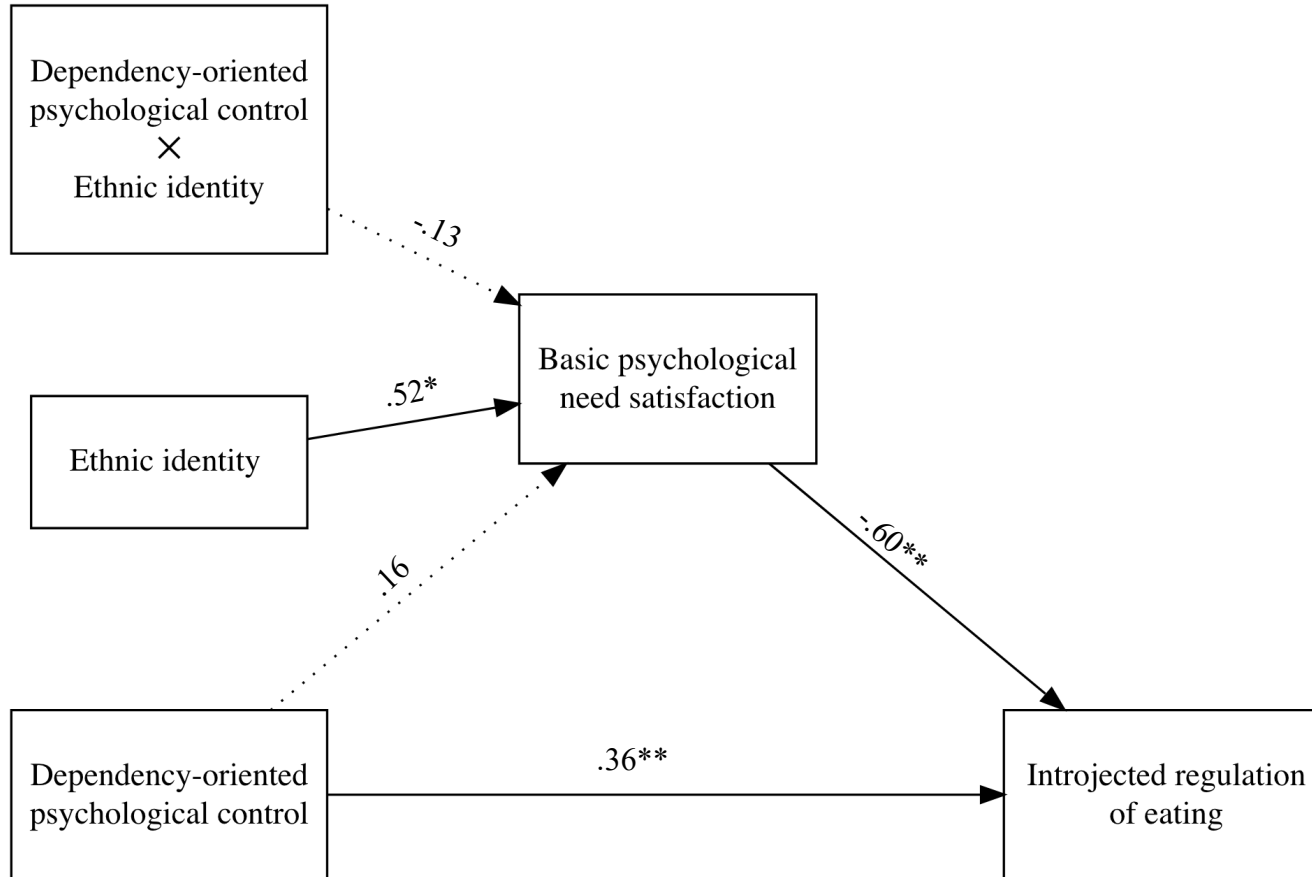 Dependency-oriented
psychological control
×
Ethnic identity
-.13
Basic psychological
need satisfaction
.52*
Ethnic identity
-.60**
.16
.36**
Dependency-oriented
psychological control
Introjected regulation
of eating